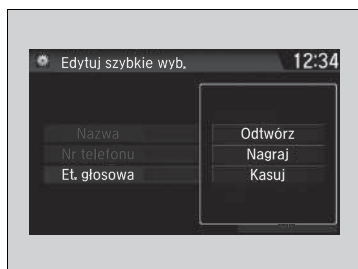 Edytuj szybkie wyb.
12:34
Nazwa
Nr telefonu
Et. głosowa
Odtwórz
Nagraj
Kasuj